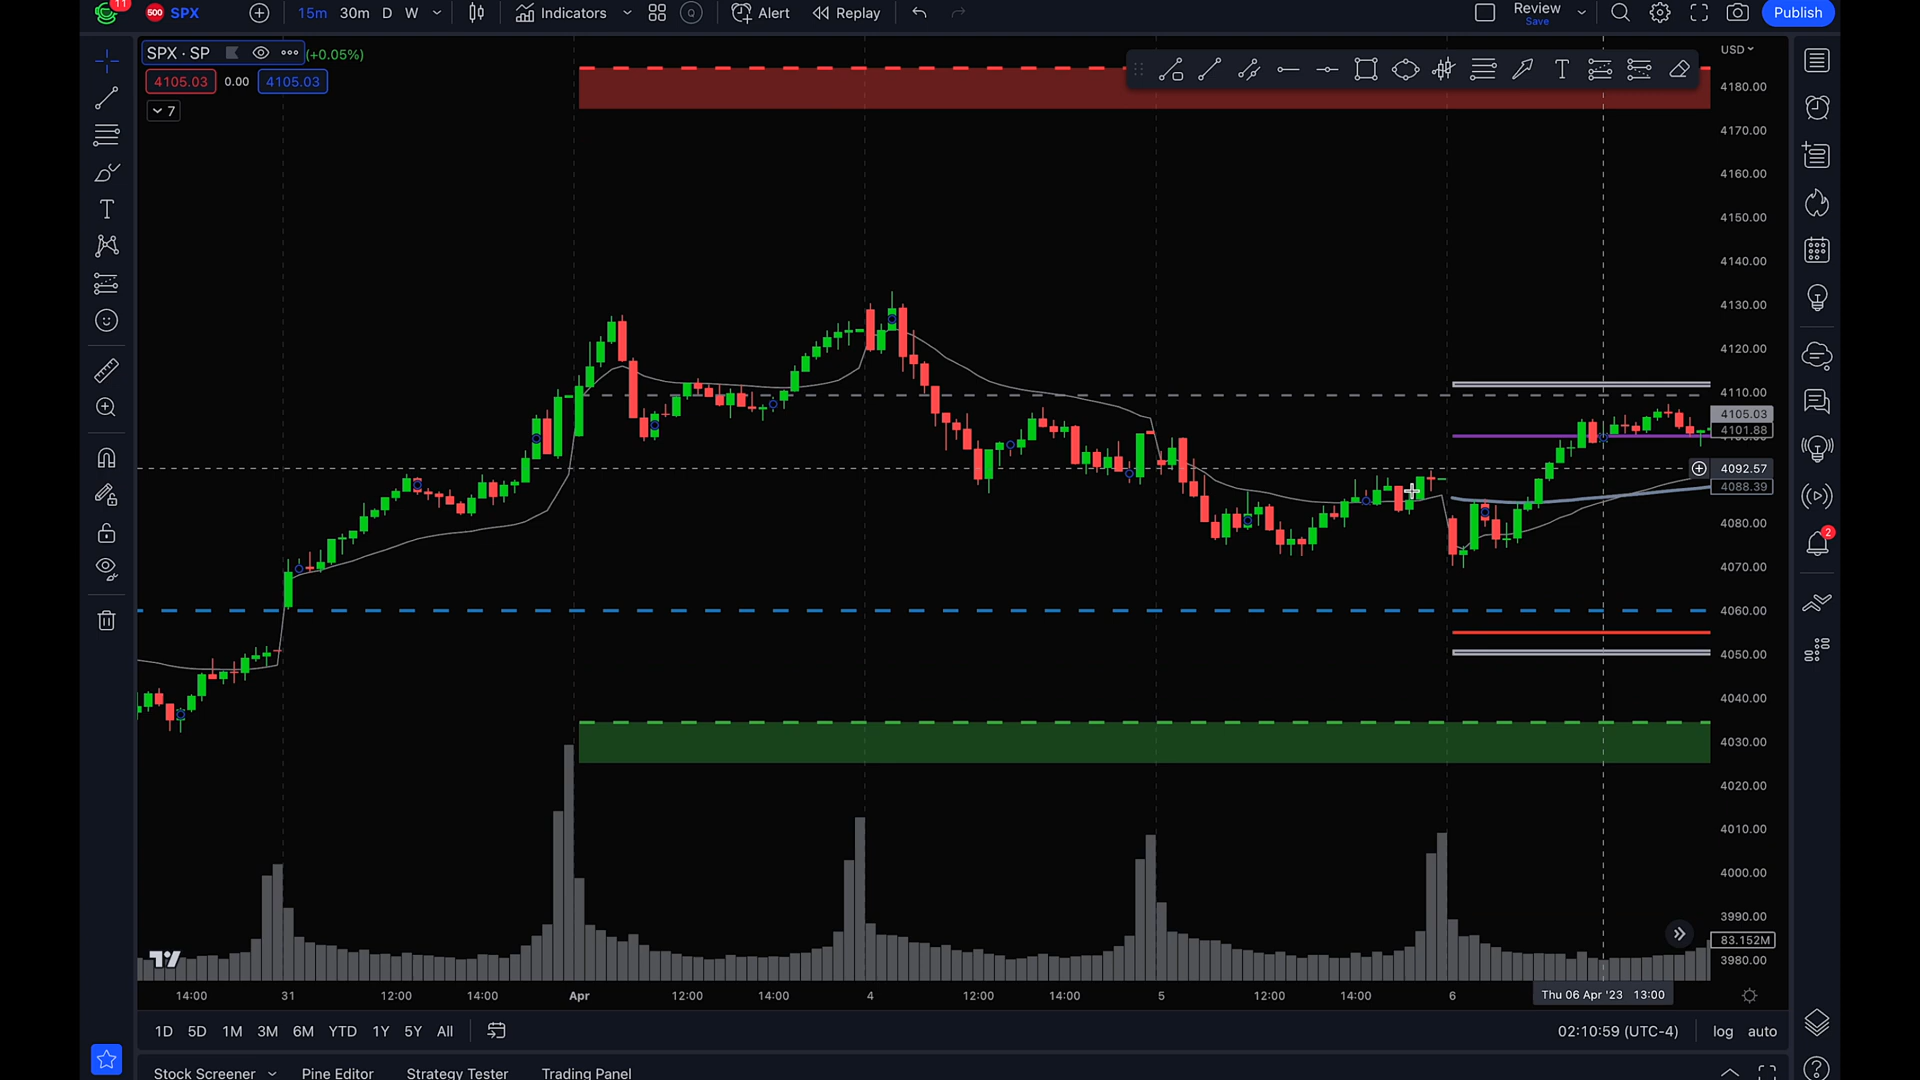 11
500 SPX
15m 30m D W
Indicators
Alert
Replay
Review
Save
Publish
SPX · SP (+0.05%)
4105.03 0.00 4105.03
7
USD
4180.00
4170.00
4160.00
4150.00
4140.00
4130.00
4120.00
4110.00
4105.03
4101.88
4092.57
4088.39
4080.00
4070.00
4060.00
4050.00
4040.00
4030.00
4020.00
4010.00
4000.00
3990.00
83.152M
3980.00
2
14:00 31 12:00 14:00 Apr 12:00 14:00 4 12:00 14:00 5 12:00 14:00 6 Thu 06 Apr '23 13:00
1D 5D 1M 3M 6M YTD 1Y 5Y All
02:10:59 (UTC-4) log auto
Stock Screener Pine Editor Strategy Tester Trading Panel